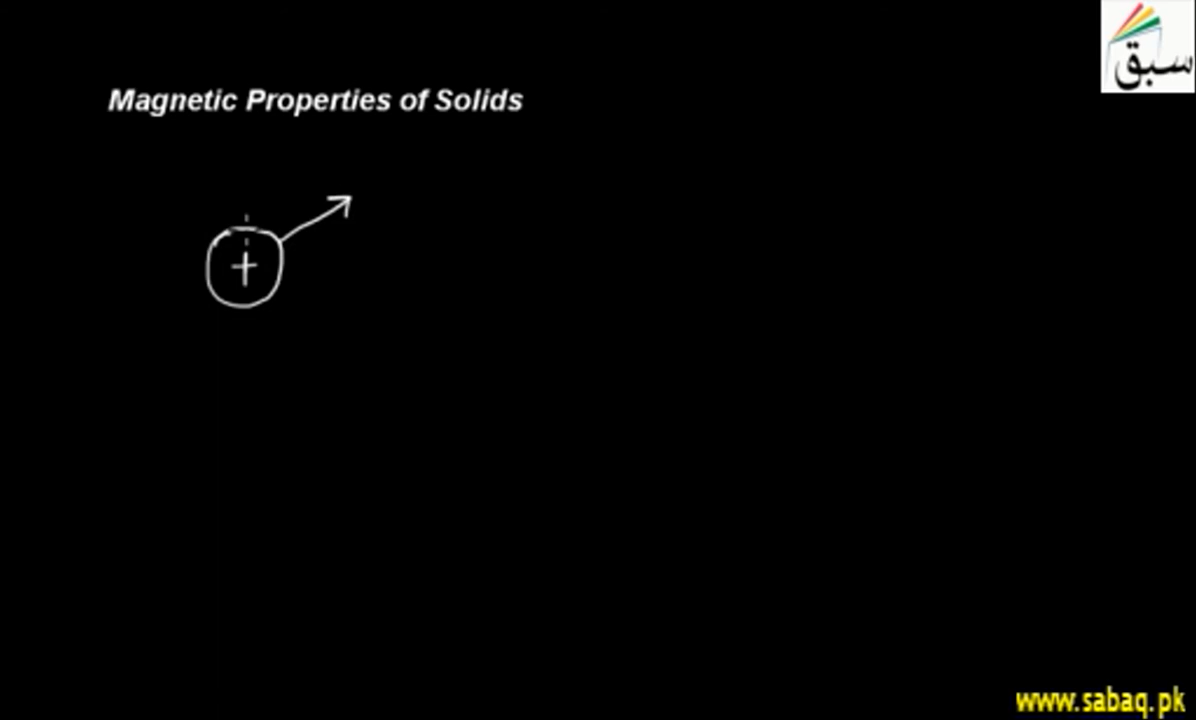 سبق
Magnetic Properties of Solids
+
www.sabaq.pk